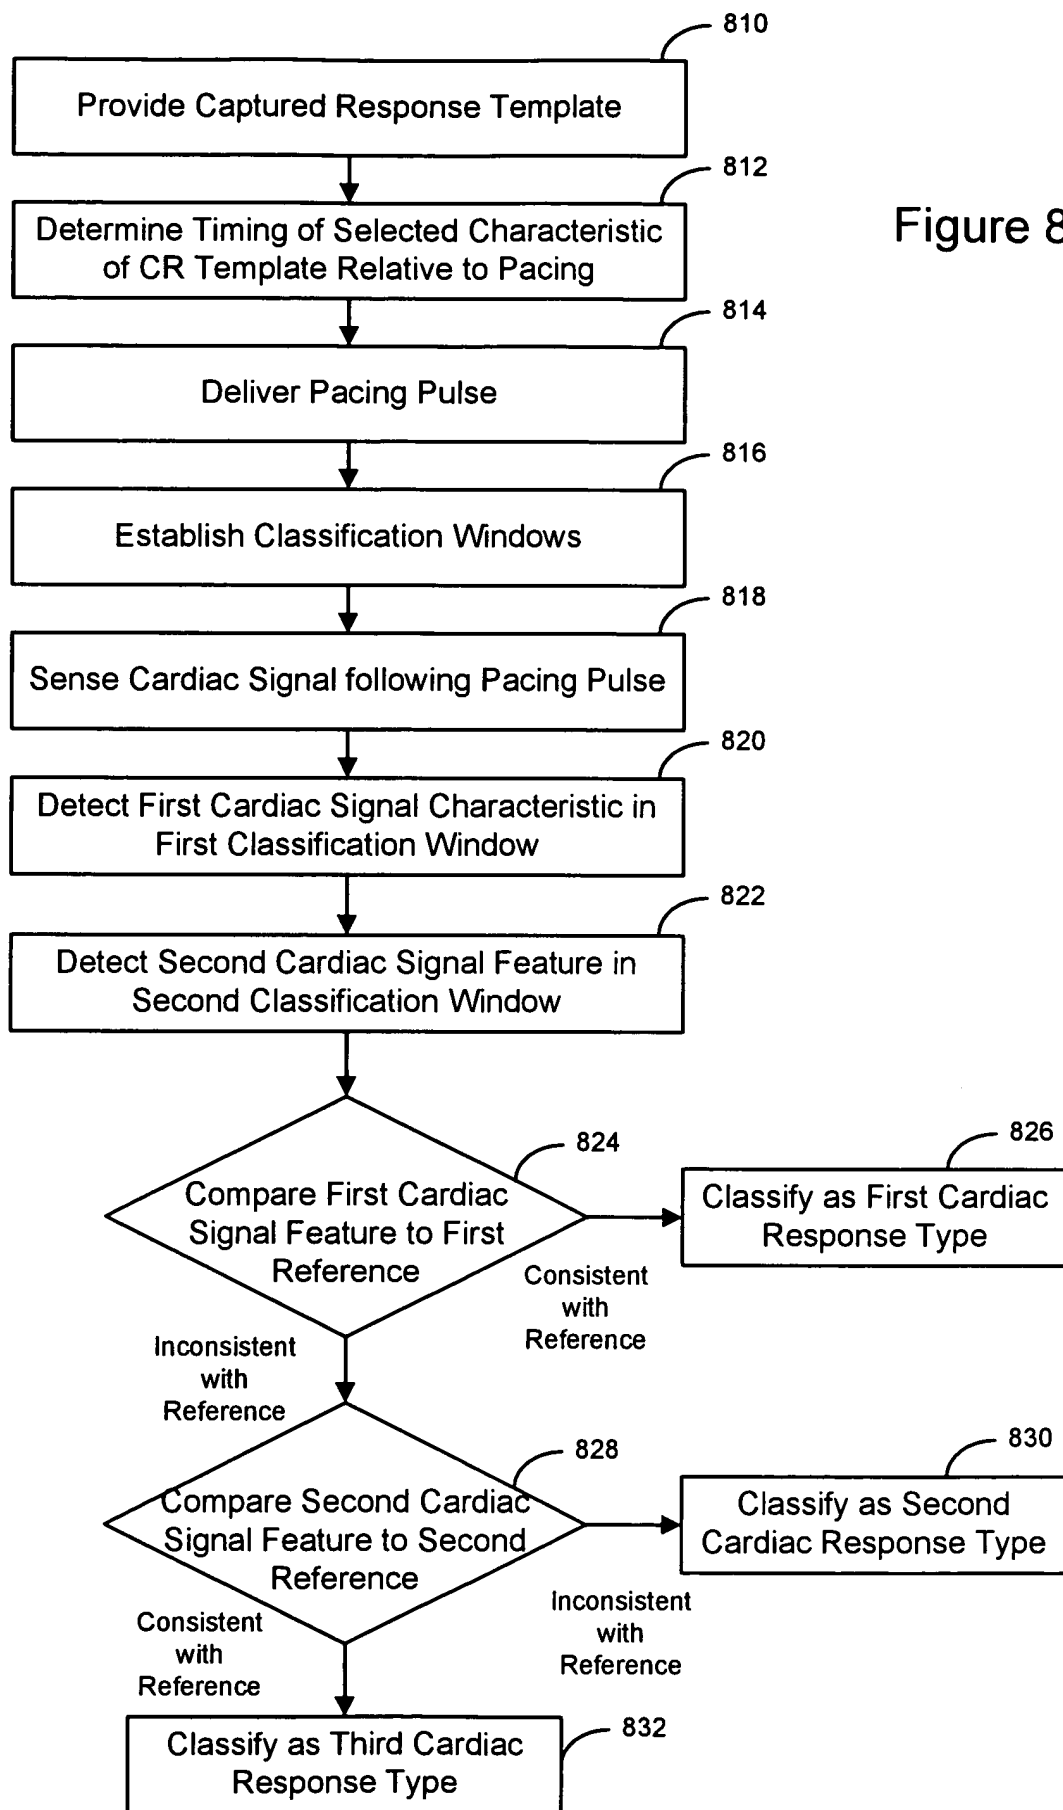 810
Provide Captured Response Template
812
Determine Timing of Selected Characteristic
of CR Template Relative to Pacing
Figure 8
814
Deliver Pacing Pulse
816
Establish Classification Windows
818
Sense Cardiac Signal following Pacing Pulse
820
Detect First Cardiac Signal Characteristic in
First Classification Window
822
Detect Second Cardiac Signal Feature in
Second Classification Window
824
Compare First Cardiac
Signal Feature to First
Reference
826
Classify as First Cardiac
Response Type
Consistent
with
Reference
Inconsistent
with
Reference
828
Compare Second Cardiac
Signal Feature to Second
Reference
830
Classify as Second
Cardiac Response Type
Inconsistent
with
Reference
Consistent
with
Reference
832
Classify as Third Cardiac
Response Type